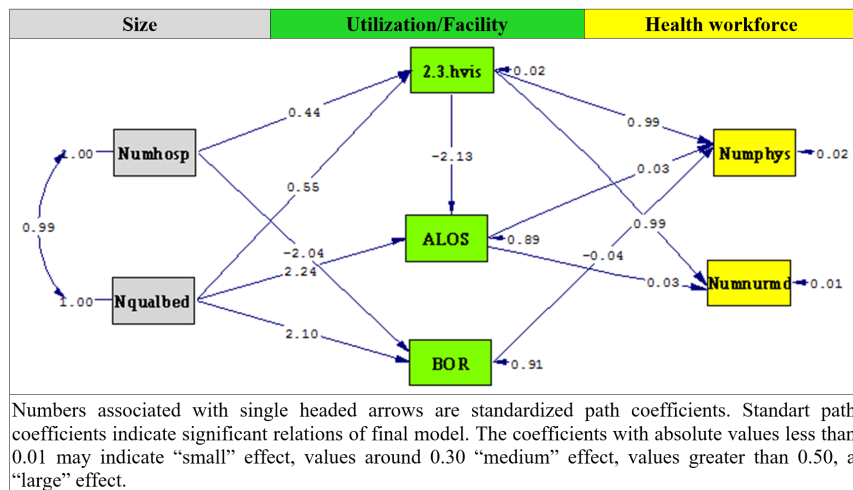 Size Utilization/Facility Health workforce
2.3.hvis 0.02
0.44 0.99
1.00 Numhosp Numphys 0.02
-2.13
0.03
0.55
0.99 0.99
ALOS 0.89
-2.04 -0.04
2.24
0.03 Numnurmd 0.01
1.00 Nqualbed
2.10
BOR 0.91
Numbers associated with single headed arrows are standardized path
coefficients. Standart path coefficients indicate significant relations of final model. The coefficients with absolute values less than
0.01 may indicate “small” effect, values around 0.30 “medium” effect, values greater than 0.50, a
“large” effect.